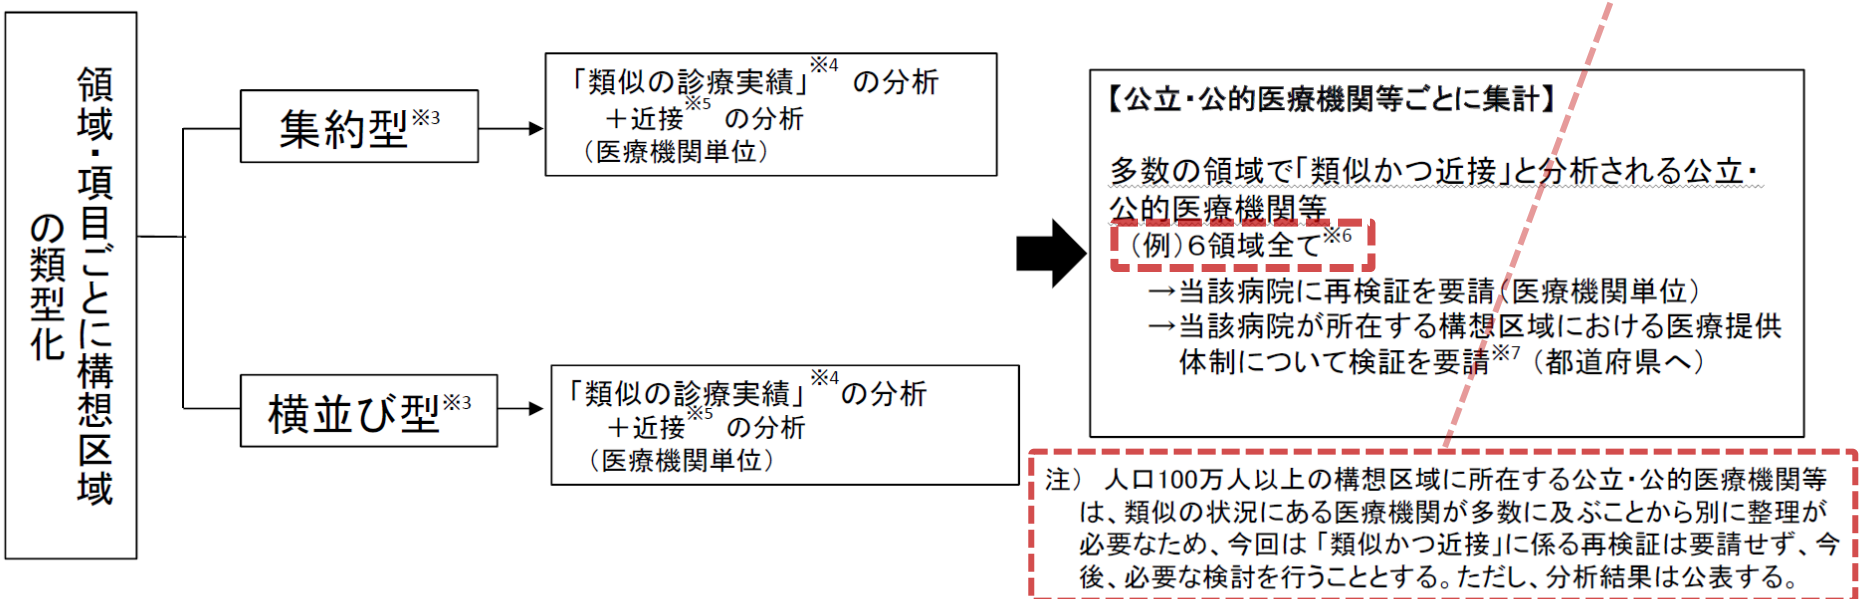 領域・項目ごとに構想区域
の類型化
集約型※3
「類似の診療実績」※4 の分析
＋近接※5 の分析
（医療機関単位）
横並び型※3
「類似の診療実績」※4の分析
＋近接※5 の分析
（医療機関単位）
【公立・公的医療機関等ごとに集計】
多数の領域で「類似かつ近接」と分析される公立・
公的医療機関等
（例）６領域全て※6
→当該病院に再検証を要請（医療機関単位）
→当該病院が所在する構想区域における医療提供
体制について検証を要請※7（都道府県へ）
注） 人口100万人以上の構想区域に所在する公立・公的医療機関等
は、類似の状況にある医療機関が多数に及ぶことから別に整理が
必要なため、今回は「類似かつ近接」に係る再検証は要請せず、今
後、必要な検討を行うこととする。ただし、分析結果は公表する。